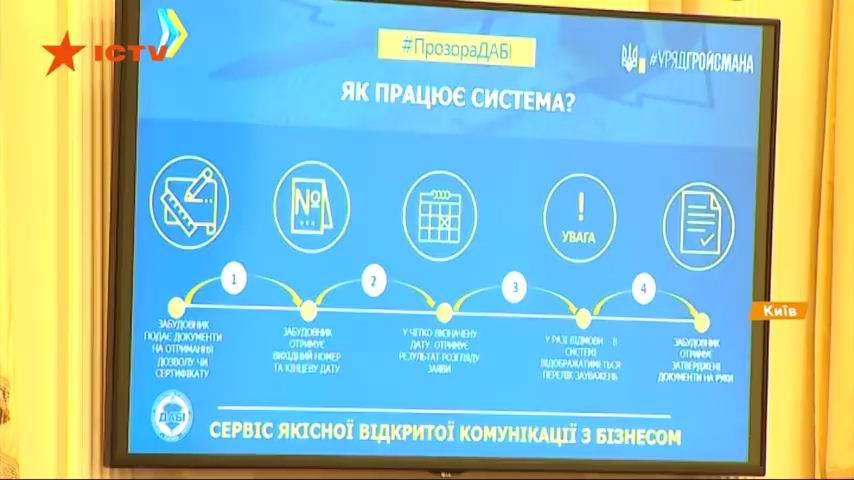 ICTV
#ПрозораДАБІ
#УРЯДГРОЙСМАНА
ЯК ПРАЦЮЄ СИСТЕМА?
№
УВАГА
1
2
3
4
ЗАБУДОВНИК
ПОДАЄ ДОКУМЕНТИ
НА ОТРИМАННЯ
ДОЗВОЛУ ЧИ
СЕРТИФІКАТУ
ЗАБУДОВНИК
ОТРИМУЄ
ВИХІДНИЙ НОМЕР
ТА КІНЦЕВУ ДАТУ
У ЧІТКО ВИЗНАЧЕНУ
ДАТУ ОТРИМУЄ
РЕЗУЛЬТАТ РОЗГЛЯДУ
ЗАЯВИ
У РАЗІ ВІДМОВИ В
СИСТЕМІ
ВІДОБРАЖАТИМЕТЬСЯ
ПЕРЕЛІК ЗАУВАЖЕНЬ
ЗАБУДОВНИК
ОТРИМУЄ
ЗАТВЕРДЖЕНІ
ДОКУМЕНТИ НА РУКИ
Київ
ДАБІ
СЕРВІС ЯКІСНОЇ ВІДКРИТОЇ КОМУНІКАЦІЇ З БІЗНЕСОМ
LG